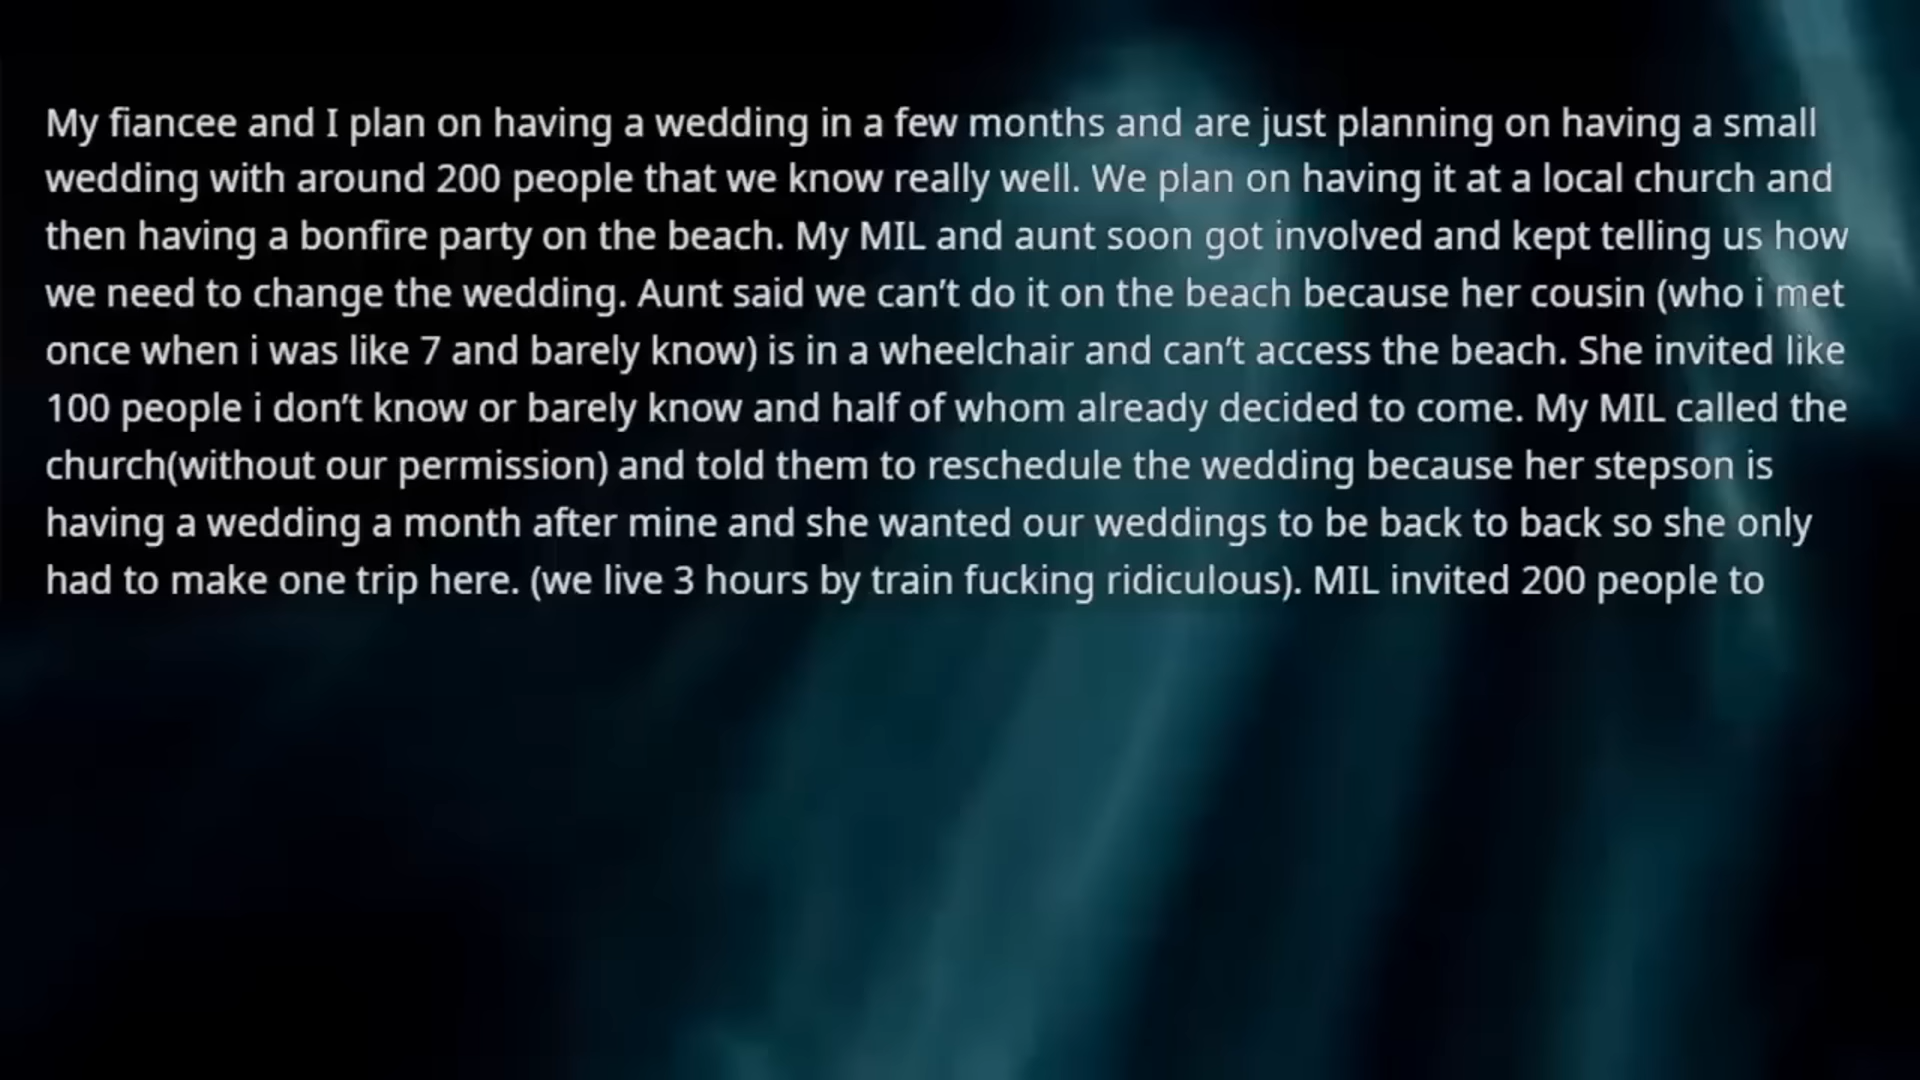 My fiancee and I plan on having a wedding in a few months and are just planning on having a small
wedding with around 200 people that we know really well. We plan on having it at a local church and
then having a bonfire party on the beach. My MIL and aunt soon got involved and kept telling us how
we need to change the wedding. Aunt said we can’t do it on the beach because her cousin (who i met
once when i was like 7 and barely know) is in a wheelchair and can’t access the beach. She invited like
100 people i don’t know or barely know and half of whom already decided to come. My MIL called the
church(without our permission) and told them to reschedule the wedding because her stepson is
having a wedding a month after mine and she wanted our weddings to be back to back so she only
had to make one trip here. (we live 3 hours by train fucking ridiculous). MIL invited 200 people to